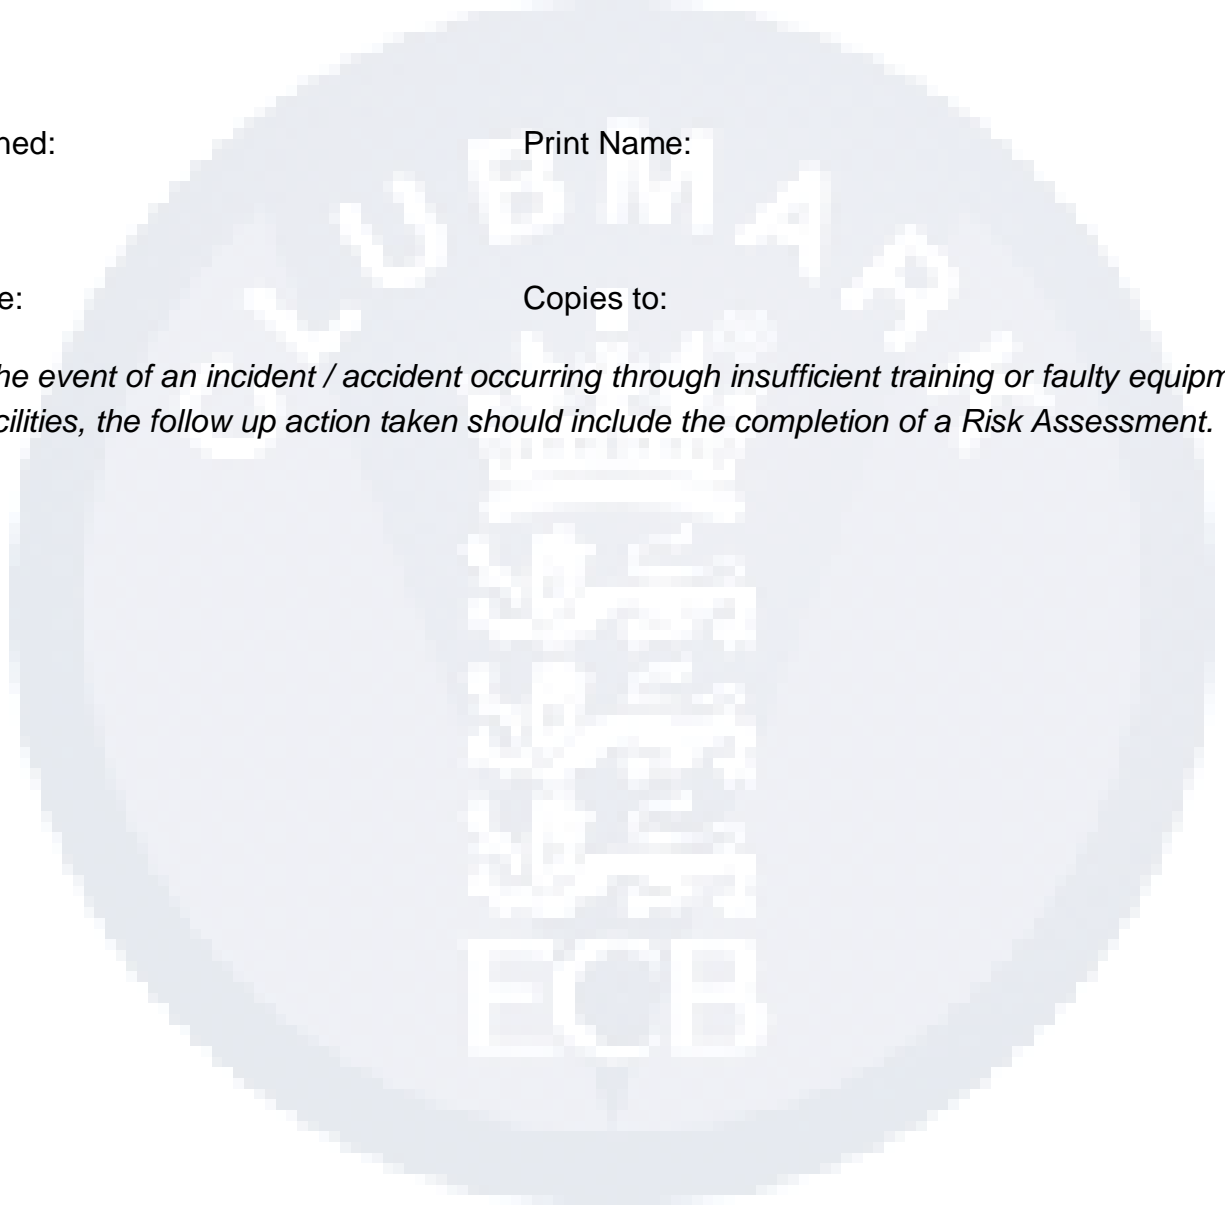 ned: Print Name:
e: Copies to:
he event of an incident / accident occurring through insufficient training or faulty equipm
cilities, the follow up action taken should include the completion of a Risk Assessment.
CLUBMARK
ECB